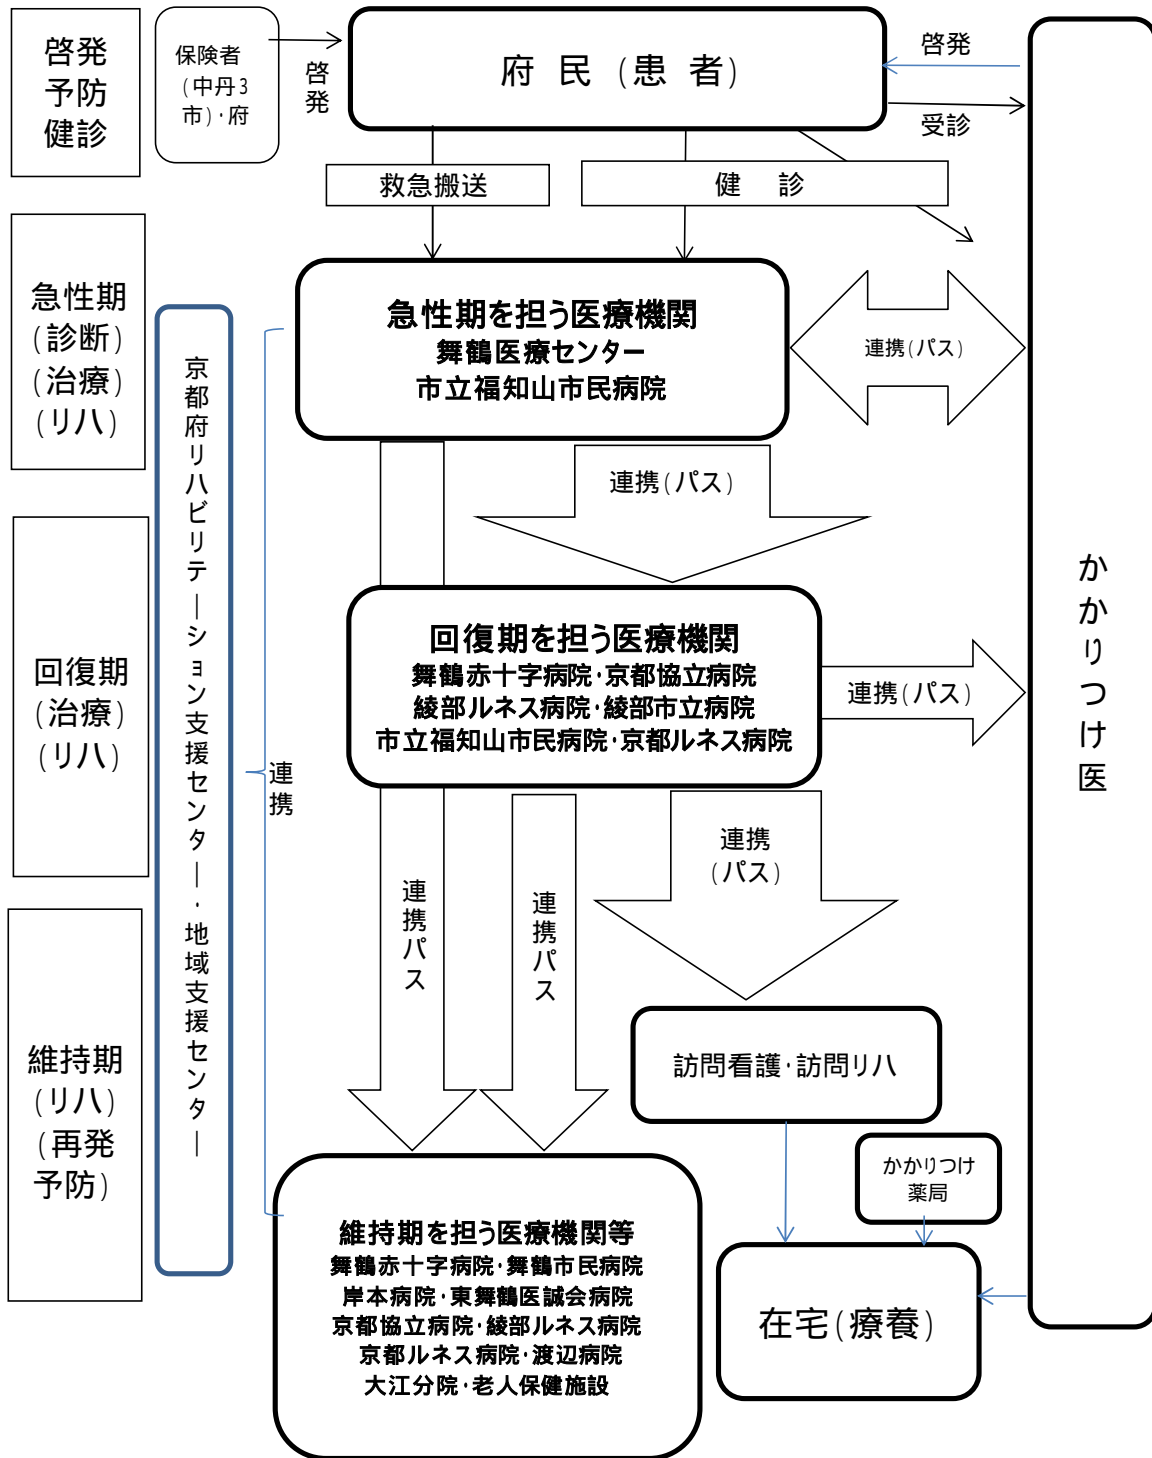 啓発
予防
健診
保険者
(中丹3
市)・府
啓発
府 民 (患 者)
啓発
受診
救急搬送
健 診
急性期
(診断)
(治療)
(リハ)
急性期を担う医療機関
舞鶴医療センター
市立福知山市民病院
連携(パス)
連携(パス)
京都府リハビリテーション支援センター・地域支援センター
連携
回復期
(治療)
(リハ)
回復期を担う医療機関
舞鶴赤十字病院・京都協立病院
綾部ルネス病院・綾部市立病院
市立福知山市民病院・京都ルネス病院
連携(パス)
かかりつけ医
連携パス
連携パス
連携
(パス)
維持期
(リハ)
(再発
予防)
訪問看護・訪問リハ
かかりつけ
薬局
維持期を担う医療機関等
舞鶴赤十字病院・舞鶴市民病院
岸本病院・東舞鶴医誠会病院
京都協立病院・綾部ルネス病院
京都ルネス病院・渡辺病院
大江分院・老人保健施設
在宅(療養)